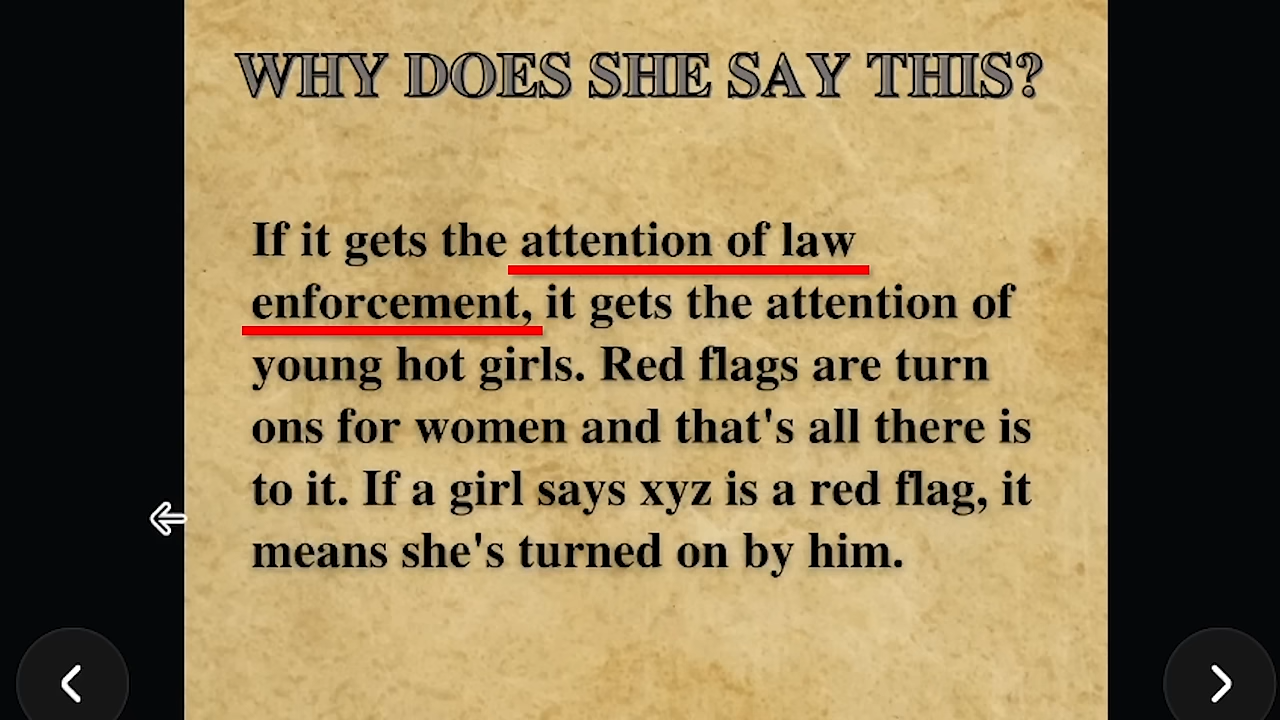 WHY DOES SHE SAY THIS?
If it gets the attention of law
enforcement, it gets the attention of
young hot girls. Red flags are turn
ons for women and that's all there is
to it. If a girl says xyz is a red flag, it
means she's turned on by him.